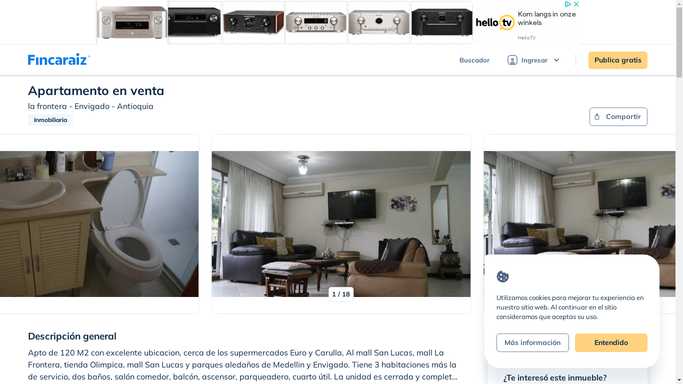 hello tv
Kom langs in onze
winkels
HelloTV
Fincaraiz
Buscador
Ingresar
Publica gratis
Apartamento en venta
la frontera - Envigado - Antioquia
Inmobiliaria
Compartir
1 / 18
Utilizamos cookies para mejorar tu experiencia en
nuestro sitio web. Al continuar en el sitio
consideramos que aceptas su uso.
Más información
Entendido
Descripción general
Apto de 120 M2 con excelente ubicacion, cerca de los supermercados Euro y Carulla, Al mall San Lucas, mall La
Frontera, tienda Olimpica, mall San Lucas y parques aledaños de Medellin y Envigado. Tiene 3 habitaciones más la
de servicio, dos baños, salón comedor, balcón, ascensor, parqueadero, cuarto útil. La unidad es cerrada y complet...
¿Te interesó este inmueble?